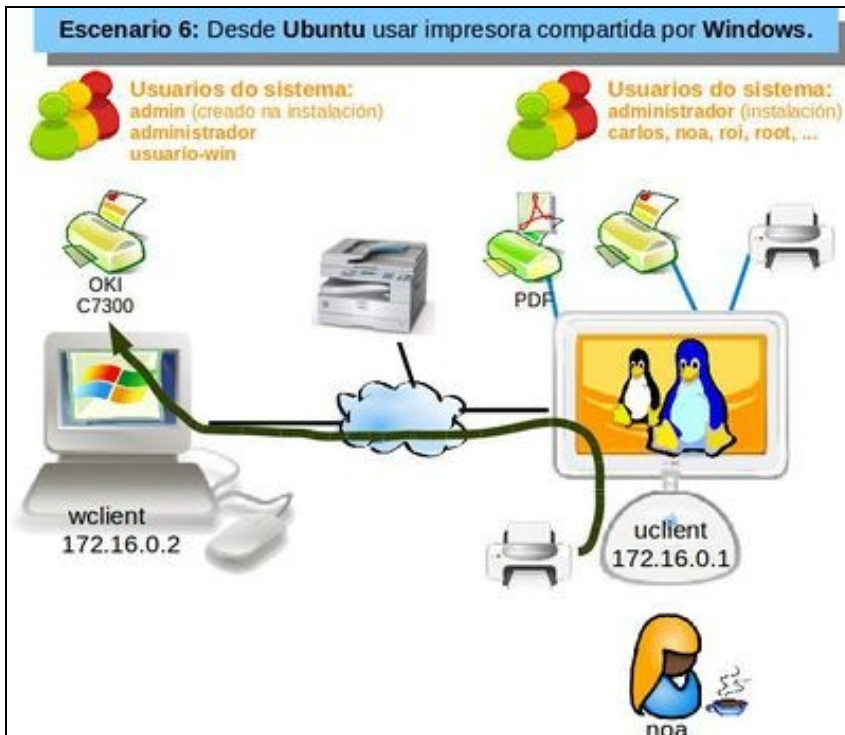 Escenario 6: Desde Ubuntu usar impresora compartida por Windows.
Usuarios do sistema:
admin (creado na instalación)
administrador
usuario-win
Usuarios do sistema:
administrador (instalación)
carlos, noa, roi, root, ...
OKI
C7300
PDF
wclient
172.16.0.2
uclient
172.16.0.1
noa